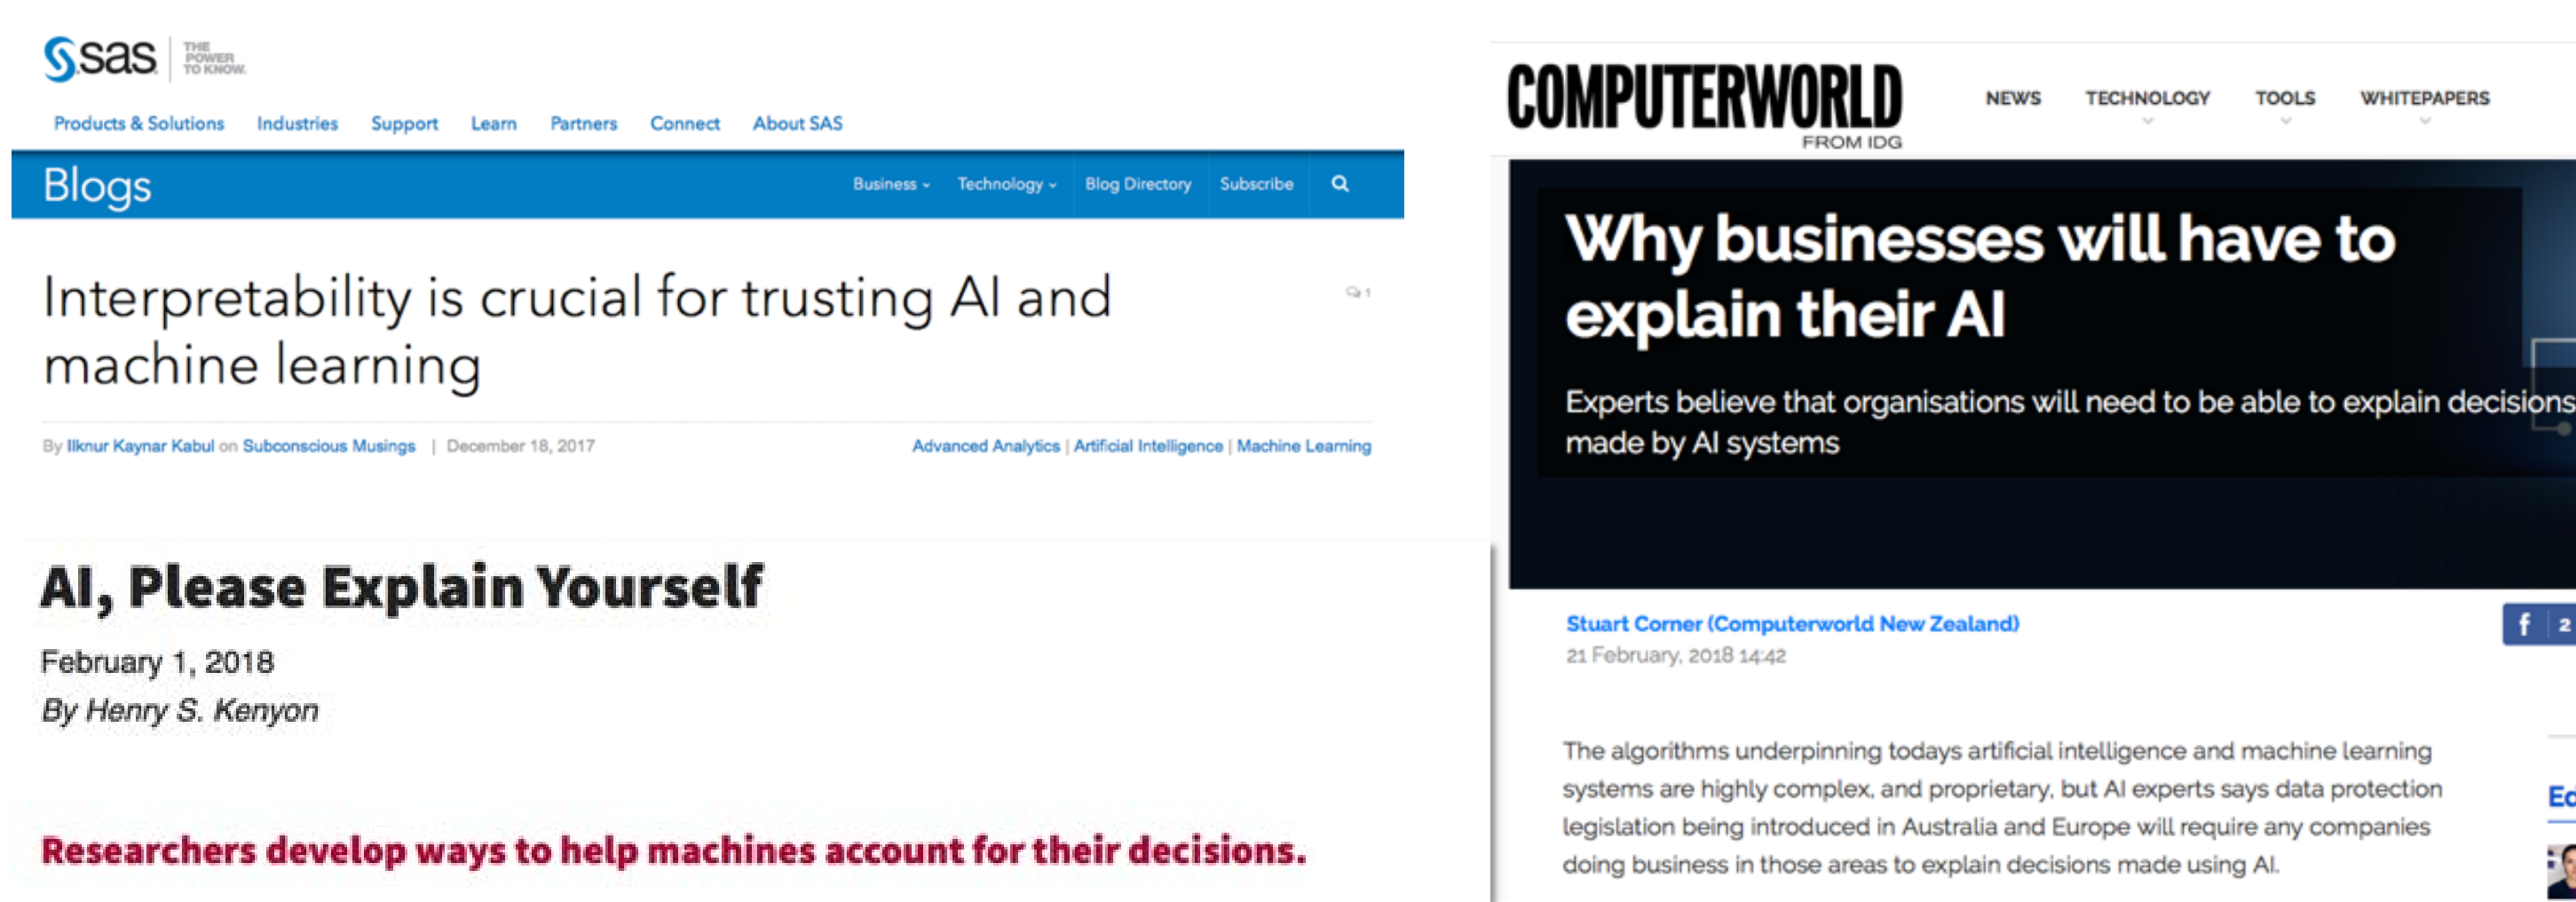 sas THE POWER TO KNOW.
Products & Solutions Industries Support Learn Partners Connect About SAS
Blogs Business Technology Blog Directory Subscribe
Interpretability is crucial for trusting AI and
machine learning
1
By Ilknur Kaynar Kabul on Subconscious Musings | December 18, 2017 Advanced Analytics | Artificial Intelligence | Machine Learning
AI, Please Explain Yourself
February 1, 2018
By Henry S. Kenyon
Researchers develop ways to help machines account for their decisions.
COMPUTERWORLD
FROM IDG
NEWS TECHNOLOGY TOOLS WHITEPAPERS
Why businesses will have to
explain their AI
Experts believe that organisations will need to be able to explain decisions
made by AI systems
Stuart Corner (Computerworld New Zealand)
21 February, 2018 14:42
f 2
The algorithms underpinning todays artificial intelligence and machine learning
systems are highly complex, and proprietary, but AI experts says data protection
legislation being introduced in Australia and Europe will require any companies
doing business in those areas to explain decisions made using AI.